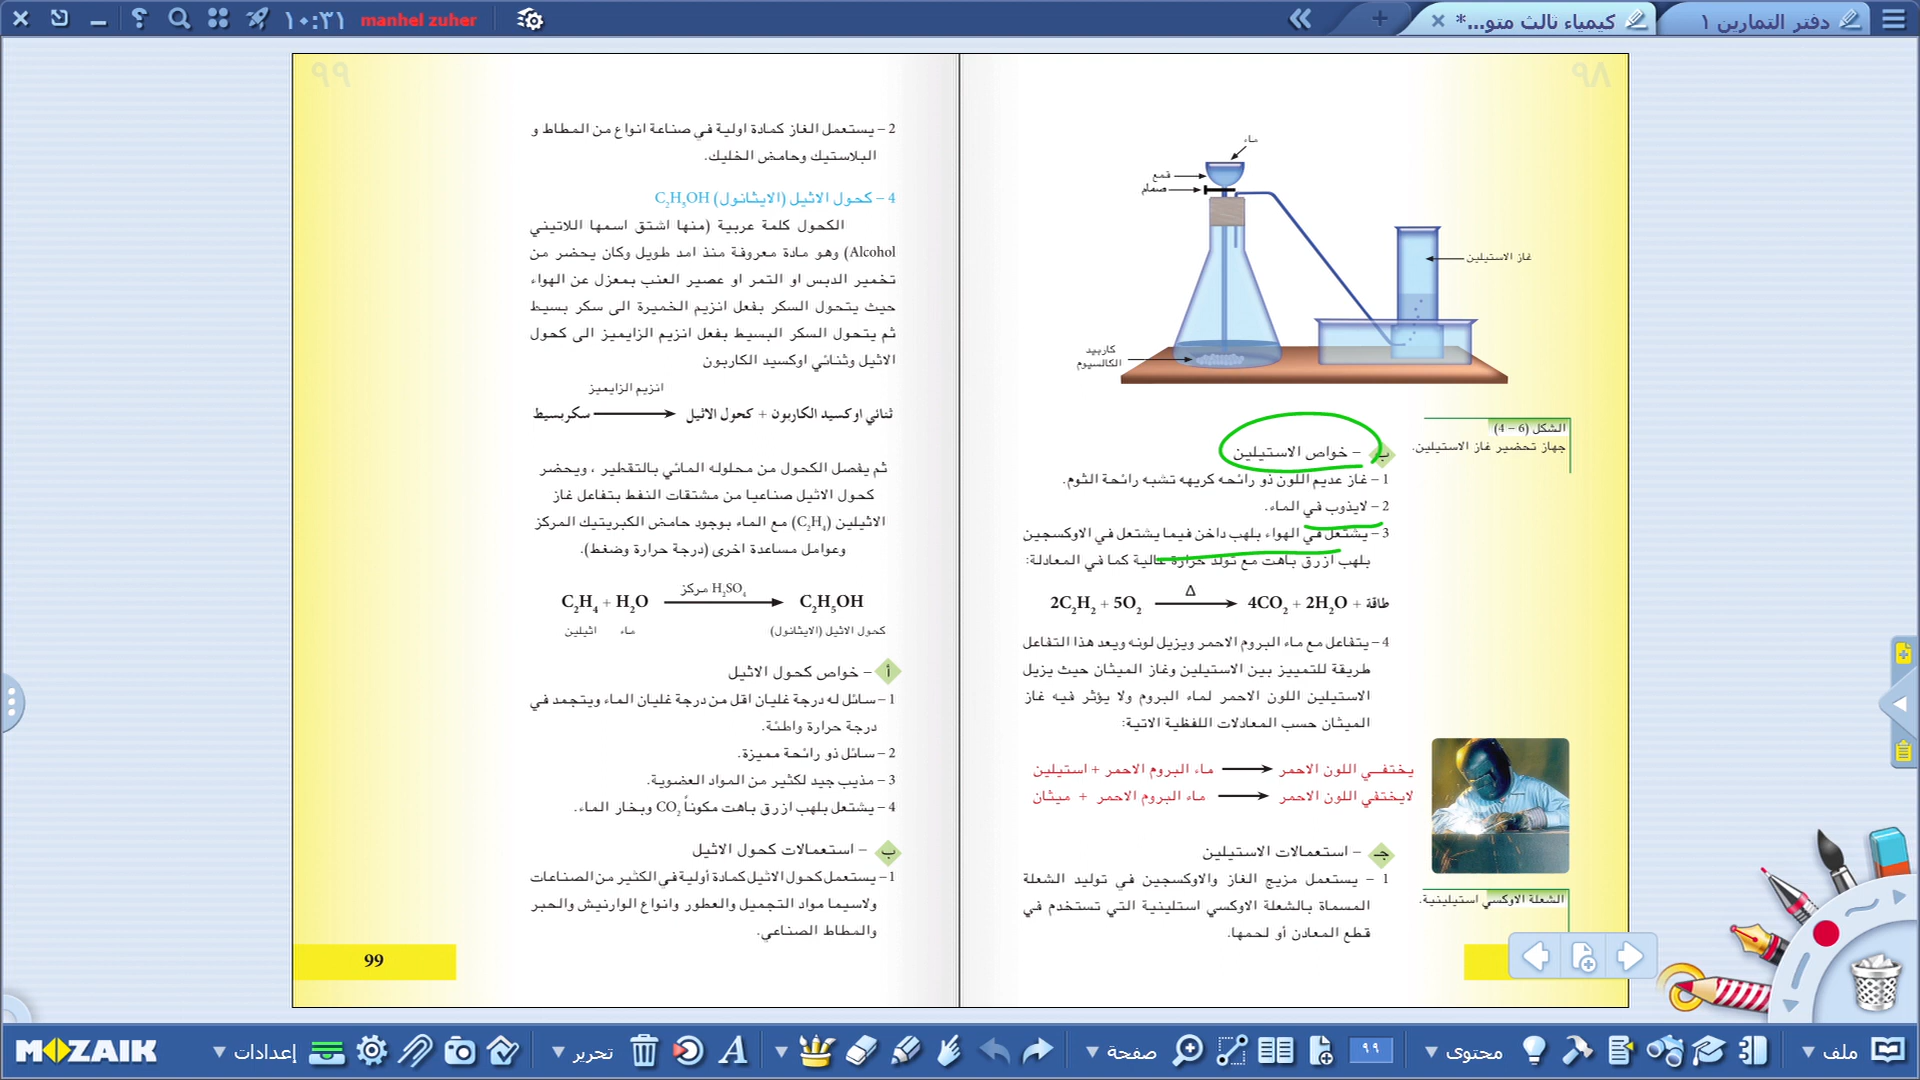 دفتر التمارين ١
كيمياء ثالث متو...*
manhel zuher
١٠:٣١
٩٨
ماء
قمع
صمام
غاز الاستيلين
كاربيد
الكالسيوم
الشكل (6 – 4)
جهاز تحضير غاز الاستيلين.
ب – خواص الاستيلين
1 – غاز عديم اللون ذو رائحه كريهه تشبه رائحة الثوم.
2 – لايذوب في الماء.
3 – يشتعل في الهواء بلهب داخن فيما يشتعل في الاوكسجين
بلهب ازرق باهت مع تولد حرارة عالية كما في المعادلة:
2C₂H₂ + 5O₂ —Δ→ 4CO₂ + 2H₂O + طاقة
4 – يتفاعل مع ماء البروم الاحمر ويزيل لونه ويعد هذا التفاعل
طريقة للتمييز بين الاستيلين وغاز الميثان حيث يزيل
الاستيلين اللون الاحمر لماء البروم ولا يؤثر فيه غاز
الميثان حسب المعادلات اللفظية الاتية:
ماء البروم الاحمر + استيلين ⟶ يختفي اللون الاحمر
ماء البروم الاحمر + ميثان ⟶ لايختفي اللون الاحمر
جـ – استعمالات الاستيلين
1 – يستعمل مزيج الغاز والاوكسجين في توليد الشعلة
المسماة بالشعلة الاوكسي استلينية التي تستخدم في
قطع المعادن أو لحمها.
الشعلة الاوكسي استيلينية.
٩٩
2 – يستعمل الغاز كمادة اولية في صناعة انواع من المطاط و
البلاستيك وحامض الخليك.
4 – كحول الاثيل (الايثانول) C₂H₅OH
الكحول كلمة عربية (منها اشتق اسمها اللاتيني
Alcohol) وهو مادة معروفة منذ امد طويل وكان يحضر من
تخمير الدبس او التمر او عصير العنب بمعزل عن الهواء
حيث يتحول السكر بفعل انزيم الخميرة الى سكر بسيط
ثم يتحول السكر البسيط بفعل انزيم الزايميز الى كحول
الاثيل وثنائي اوكسيد الكاربون
انزيم الزايميز
سكربسيط ⟶ كحول الاثيل + ثنائي اوكسيد الكاربون
ثم يفصل الكحول من محلوله المائي بالتقطير ، ويحضر
كحول الاثيل صناعيا من مشتقات النفط بتفاعل غاز
الاثيلين (C₂H₄) مع الماء بوجود حامض الكبريتيك المركز
وعوامل مساعدة اخرى (درجة حرارة وضغط).
H₂SO₄ مركز
C₂H₄ + H₂O ⟶ C₂H₅OH
اثيلين ماء كحول الاثيل (الايثانول)
أ – خواص كحول الاثيل
1 – سائل له درجة غليان اقل من درجة غليان الماء ويتجمد في
درجة حرارة واطئة.
2 – سائل ذو رائحة مميزة.
3 – مذيب جيد لكثير من المواد العضوية.
4 – يشتعل بلهب ازرق باهت مكوناً CO₂ وبخار الماء.
ب – استعمالات كحول الاثيل
1 – يستعمل كحول الاثيل كمادة أولية في الكثير من الصناعات
ولاسيما مواد التجميل والعطور وانواع الوارنيش والحبر
والمطاط الصناعي.
99
ملف محتوى ٩٩ صفحة A تحرير إعدادات MOZAIK